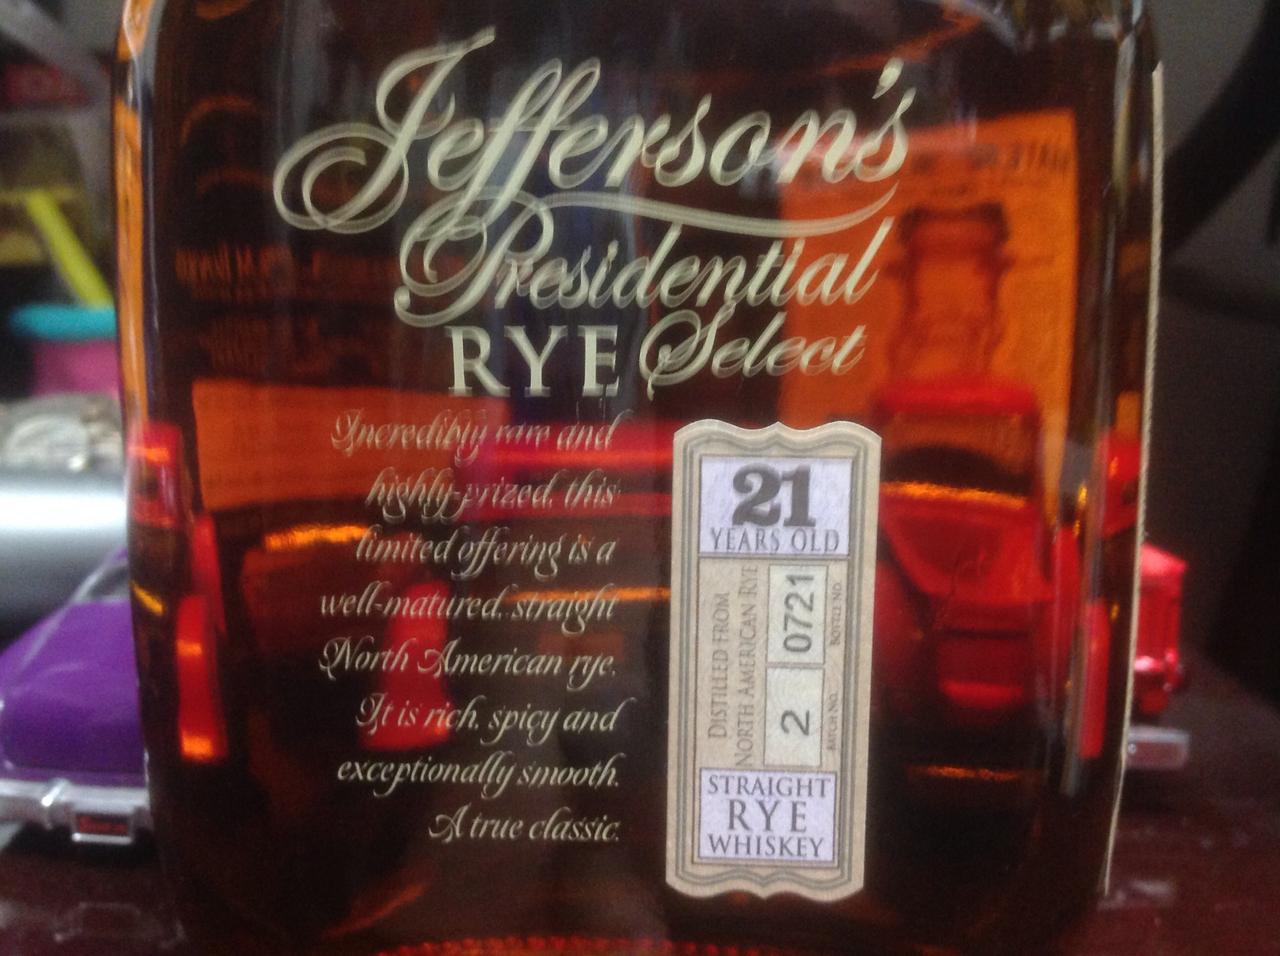 Jefferson's
Presidential
RYE Select
Incredibly rare and
highly-prized, this
limited offering is a
well-matured, straight
North American rye.
It is rich, spicy and
exceptionally smooth.
A true classic.
21
YEARS OLD
DISTILLED FROM
NORTH AMERICAN RYE
2 0721
BATCH NO. BOTTLE NO.
STRAIGHT
RYE
WHISKEY